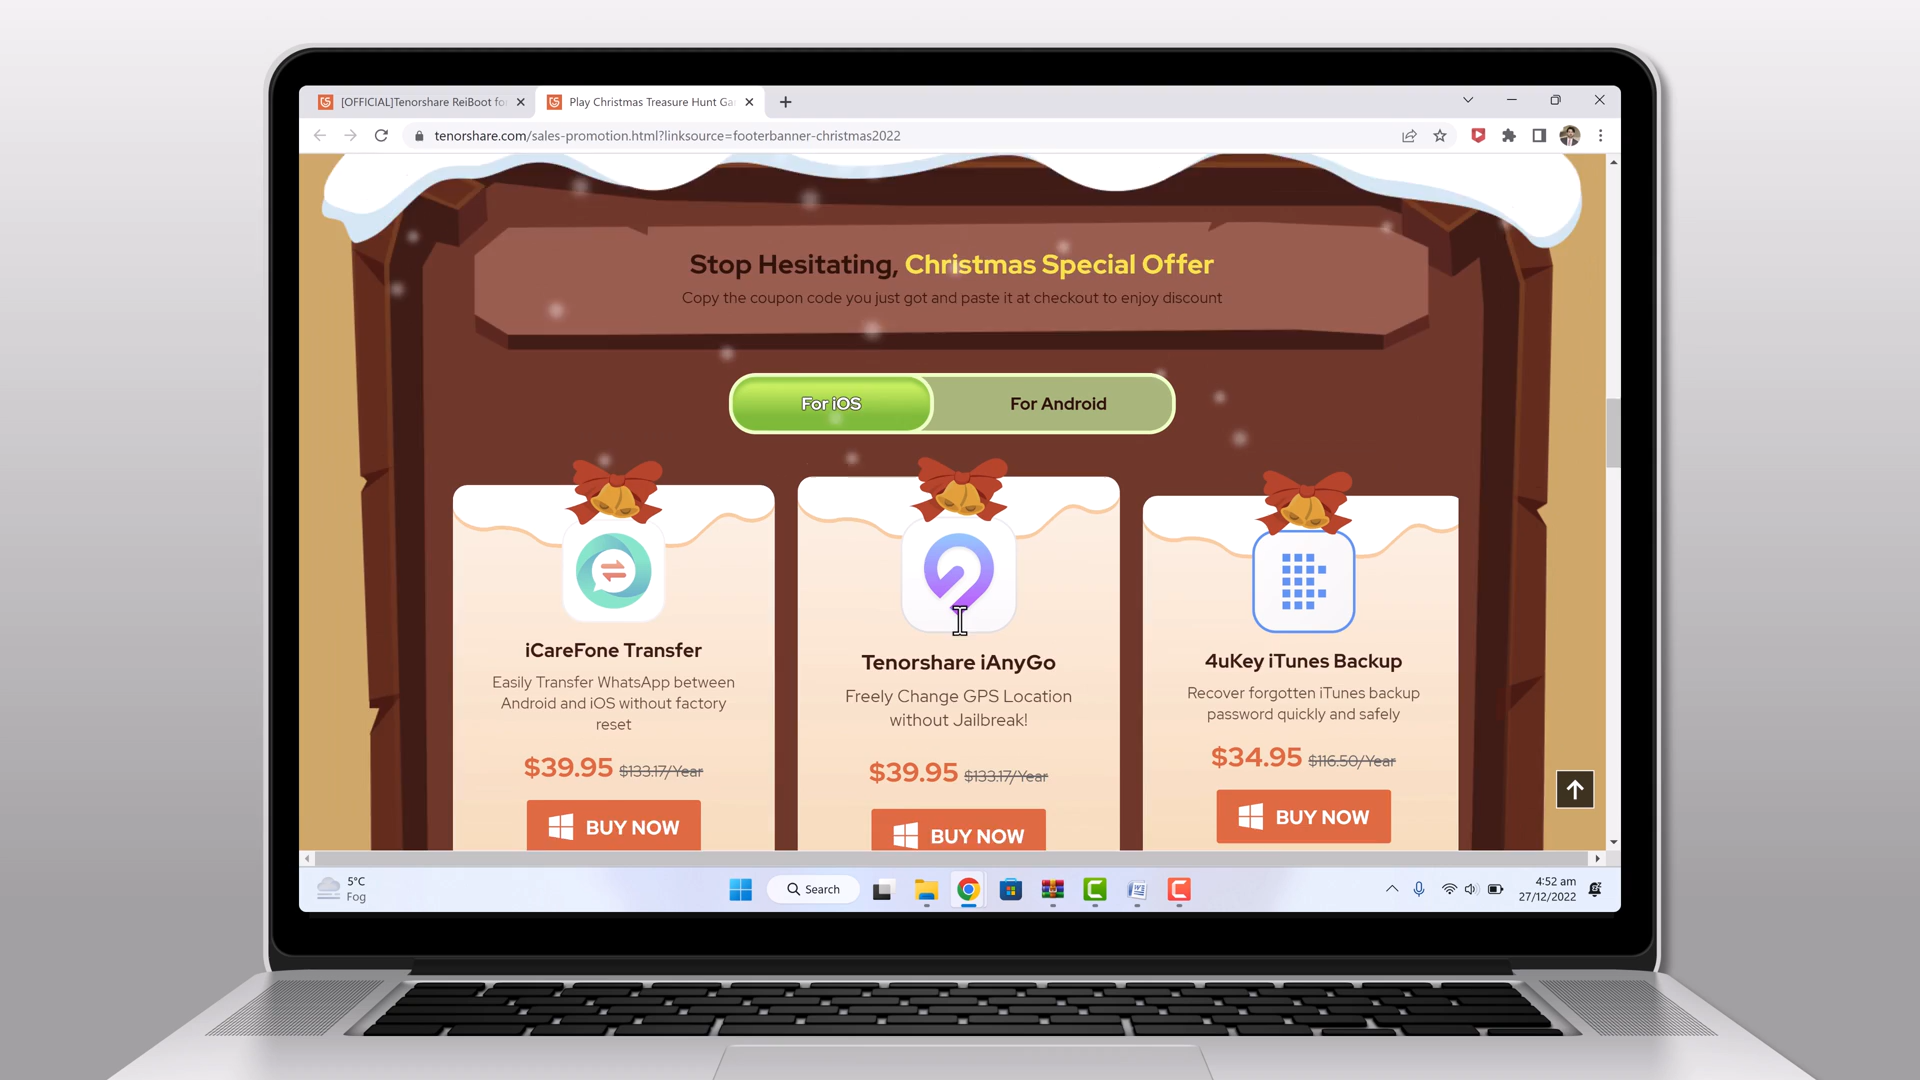 [OFFICIAL]Tenorshare ReiBoot fo
Play Christmas Treasure Hunt Ga
tenorshare.com/sales-promotion.html?linksource=footerbanner-christmas2022
Stop Hesitating, Christmas Special Offer
Copy the coupon code you just got and paste it at checkout to enjoy discount
For iOS
For Android
iCareFone Transfer
Easily Transfer WhatsApp between
Android and iOS without factory
reset
$39.95 $133.17/Year
BUY NOW
Tenorshare iAnyGo
Freely Change GPS Location
without Jailbreak!
$39.95 $133.17/Year
BUY NOW
4uKey iTunes Backup
Recover forgotten iTunes backup
password quickly and safely
$34.95 $116.50/Year
BUY NOW
5°C
Fog
Search
4:52 am
27/12/2022